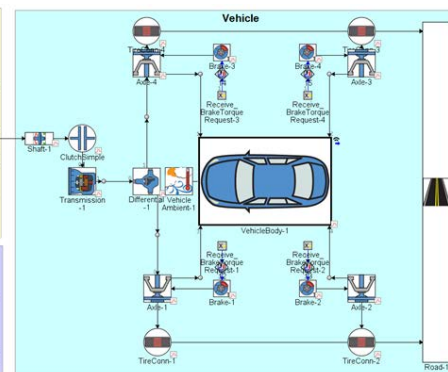 Vehicle
Axle-4
Brake-3
Brake-4
Axle-3
Receive_
BrakeTorque
Request-3
Receive_
BrakeTorque
Request-4
Shaft-1
ClutchSimple
Transmission
-1
Differential
-1
Vehicle
Ambient-1
VehicleBody-1
Receive_
BrakeTorque
Request-1
Receive_
BrakeTorque
Request-2
Axle-1
Brake-1
Brake-2
Axle-2
TireConn-1
TireConn-2